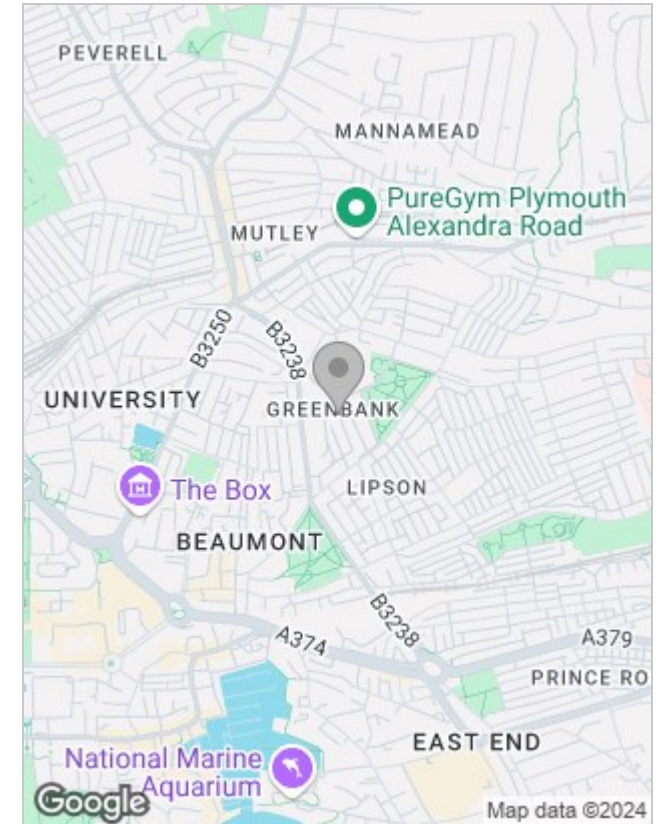 PEVERELL
MANNAMEAD
PureGym Plymouth
Alexandra Road
MUTLEY
B3250
B3238
UNIVERSITY
GREENBANK
The Box
LIPSON
BEAUMONT
B3238
A374
A379
PRINCE RO
EAST END
National Marine
Aquarium
Google
Map data ©2024